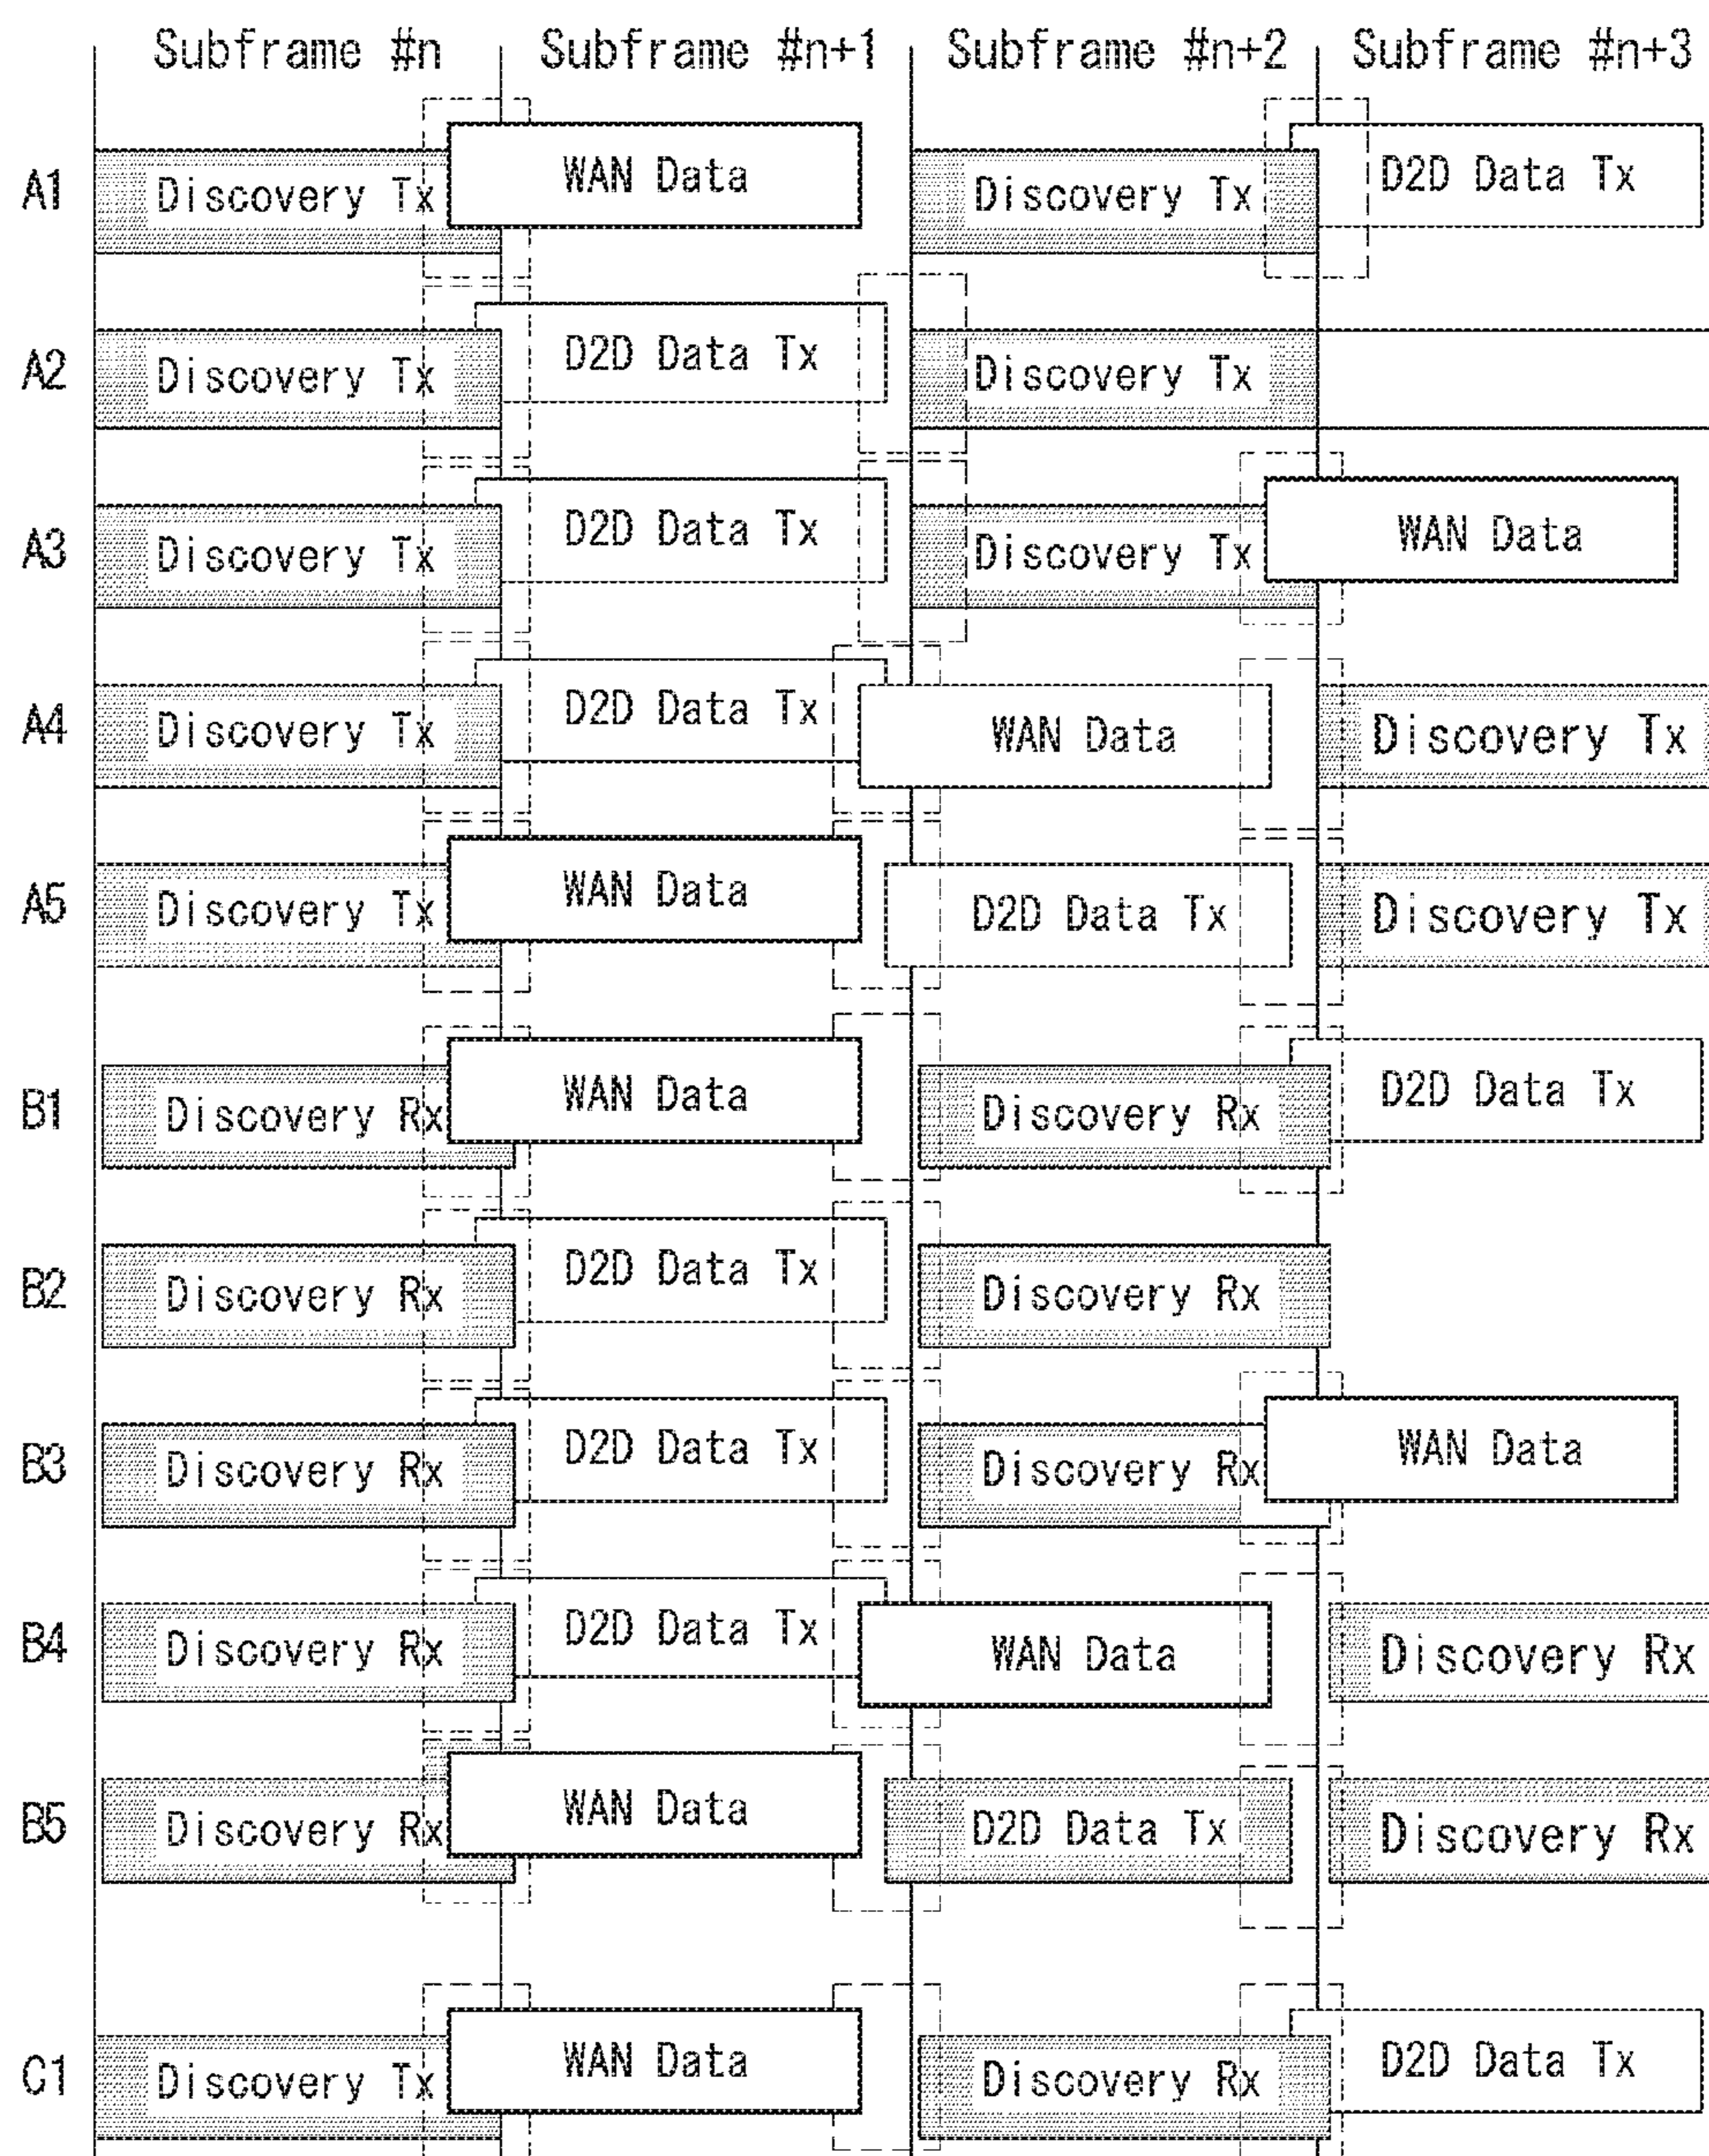 Subframe #n Subframe #n+1 Subframe #n+2 Subframe #n+3
A1 Discovery Tx WAN Data Discovery Tx D2D Data Tx
A2 Discovery Tx D2D Data Tx Discovery Tx
A3 Discovery Tx D2D Data Tx Discovery Tx WAN Data
A4 Discovery Tx D2D Data Tx WAN Data Discovery Tx
A5 Discovery Tx WAN Data D2D Data Tx Discovery Tx
B1 Discovery Rx WAN Data Discovery Rx D2D Data Tx
B2 Discovery Rx D2D Data Tx Discovery Rx
B3 Discovery Rx D2D Data Tx Discovery Rx WAN Data
B4 Discovery Rx D2D Data Tx WAN Data Discovery Rx
B5 Discovery Rx WAN Data D2D Data Tx Discovery Rx
C1 Discovery Tx WAN Data Discovery Rx D2D Data Tx